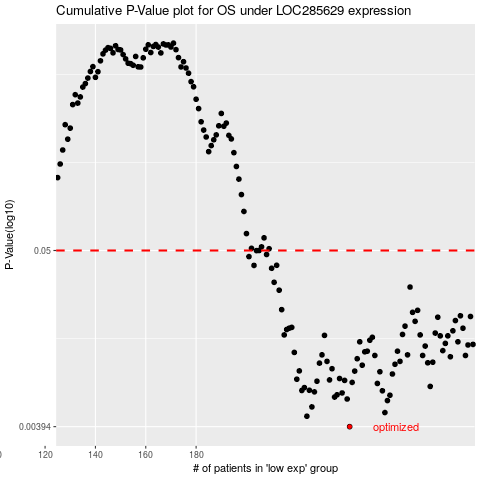 Cumulative P-Value plot for OS under LOC285629 expression
P-Value(log10)
0.05
0.00394
optimized
0
120
140
160
180
# of patients in 'low exp' group